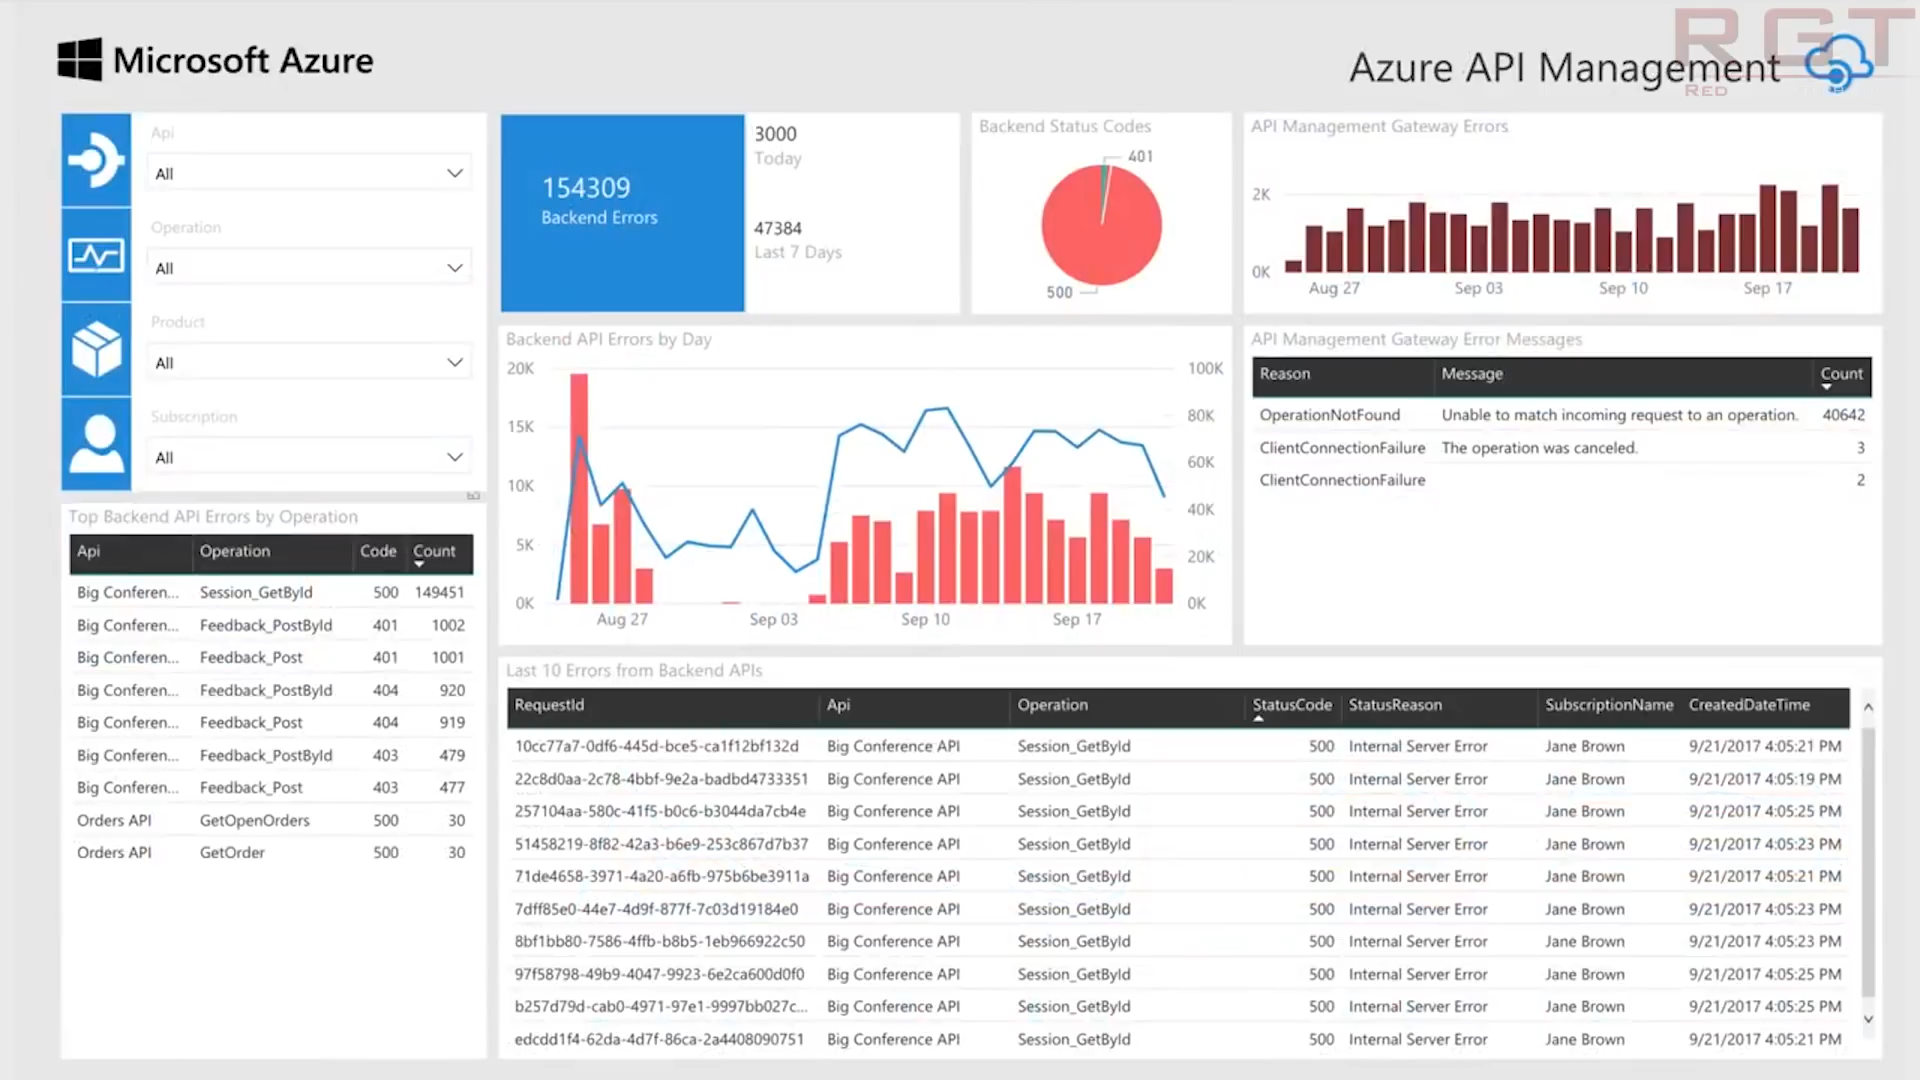 Microsoft Azure
Azure API Management
RGT
Red
Api
All
Operation
All
Product
All
Subscription
All
154309
Backend Errors
3000
Today
47384
Last 7 Days
Backend Status Codes
401
500
API Management Gateway Errors
2K
0K
Aug 27 Sep 03 Sep 10 Sep 17
Backend API Errors by Day
20K 100K
80K
15K
60K
10K
40K
5K
20K
0K 0K
Aug 27 Sep 03 Sep 10 Sep 17
API Management Gateway Error Messages
Reason Message Count
OperationNotFound Unable to match incoming request to an operation. 40642
ClientConnectionFailure The operation was canceled. 3
ClientConnectionFailure 2
Top Backend API Errors by Operation
Api Operation Code Count
Big Conferen... Session_GetById 500 149451
Big Conferen... Feedback_PostById 401 1002
Big Conferen... Feedback_Post 401 1001
Big Conferen... Feedback_PostById 404 920
Big Conferen... Feedback_Post 404 919
Big Conferen... Feedback_PostById 403 479
Big Conferen... Feedback_Post 403 477
Orders API GetOpenOrders 500 30
Orders API GetOrder 500 30
Last 10 Errors from Backend APIs
RequestId Api Operation StatusCode StatusReason SubscriptionName CreatedDateTime
10cc77a7-0df6-445d-bce5-ca1f12bf132d Big Conference API Session_GetById 500 Internal Server Error Jane Brown 9/21/2017 4:05:21 PM
22c8d0aa-2c78-4bbf-9e2a-badbd4733351 Big Conference API Session_GetById 500 Internal Server Error Jane Brown 9/21/2017 4:05:19 PM
257104aa-580c-41f5-b0c6-b3044da7cb4e Big Conference API Session_GetById 500 Internal Server Error Jane Brown 9/21/2017 4:05:25 PM
51458219-8f82-42a3-b6e9-253c867d7b37 Big Conference API Session_GetById 500 Internal Server Error Jane Brown 9/21/2017 4:05:23 PM
71de4658-3971-4a20-a6fb-975b6be3911a Big Conference API Session_GetById 500 Internal Server Error Jane Brown 9/21/2017 4:05:21 PM
7dff85e0-44e7-4d9f-877f-7c03d19184e0 Big Conference API Session_GetById 500 Internal Server Error Jane Brown 9/21/2017 4:05:23 PM
8bf1bb80-7586-4ffb-b8b5-1eb966922c50 Big Conference API Session_GetById 500 Internal Server Error Jane Brown 9/21/2017 4:05:23 PM
97f58798-49b9-4047-9923-6e2ca600d0f0 Big Conference API Session_GetById 500 Internal Server Error Jane Brown 9/21/2017 4:05:25 PM
b257d79d-cab0-4971-97e1-9997bb027c... Big Conference API Session_GetById 500 Internal Server Error Jane Brown 9/21/2017 4:05:25 PM
edcdd1f4-62da-4d7f-86ca-2a4408090751 Big Conference API Session_GetById 500 Internal Server Error Jane Brown 9/21/2017 4:05:21 PM